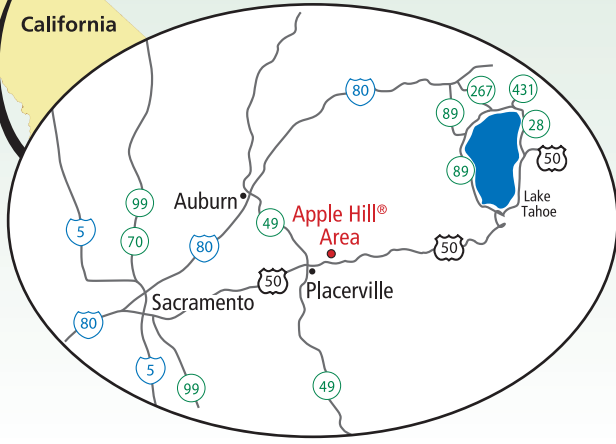 California
80
267
431
89
28
50
89
Lake
Tahoe
Auburn
99
49
Apple Hill®
Area
70
5
80
50
50
Placerville
Sacramento
80
5
99
49